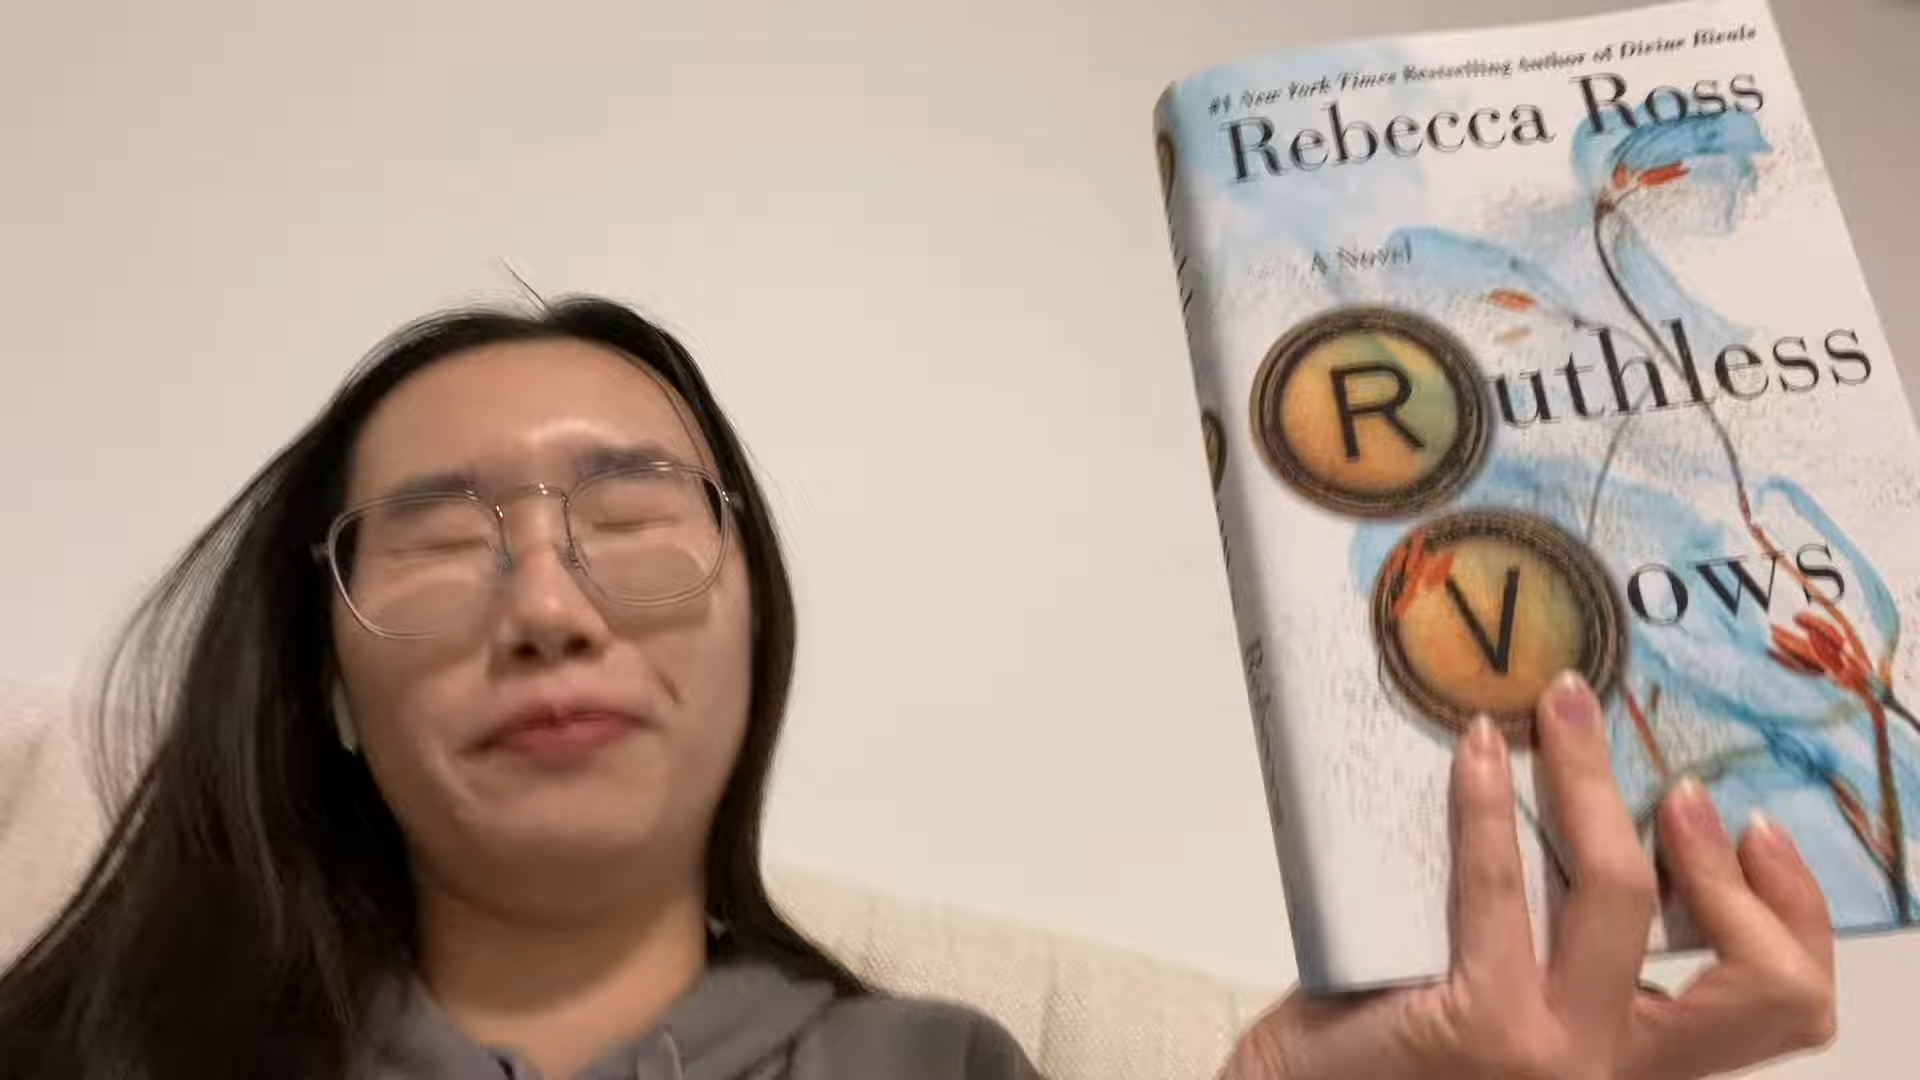 #1 New York Times Bestselling Author of Divine Rivals
Rebecca Ross
A Novel
Ruthless
Vows